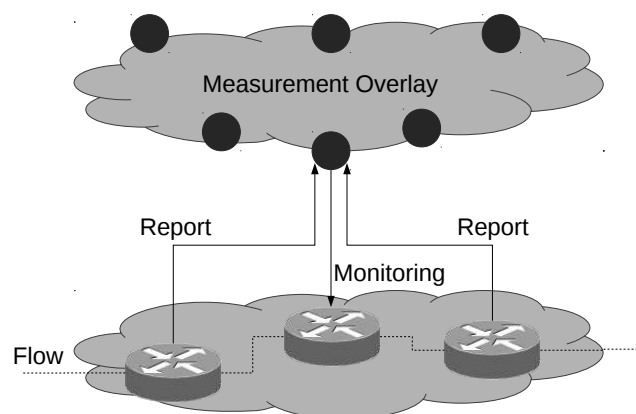 Measurement Overlay
Report
Report
Monitoring
Flow